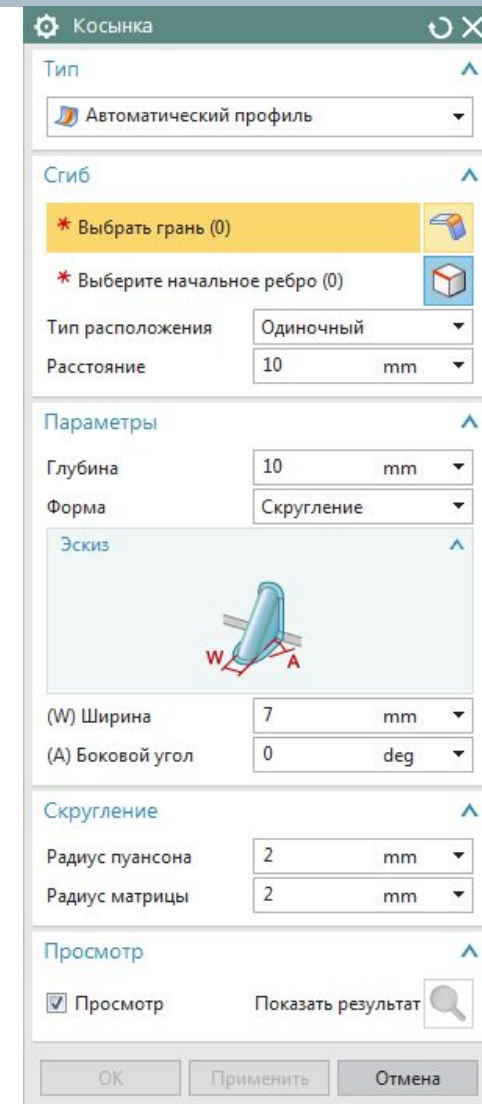 Косынка
Тип
Автоматический профиль
Сгиб
* Выбрать грань (0)
* Выберите начальное ребро (0)
Тип расположения Одиночный
Расстояние 10 mm
Параметры
Глубина 10 mm
Форма Скругление
Эскиз
W A
(W) Ширина 7 mm
(A) Боковой угол 0 deg
Скругление
Радиус пуансона 2 mm
Радиус матрицы 2 mm
Просмотр
Просмотр Показать результат
OK Применить Отмена